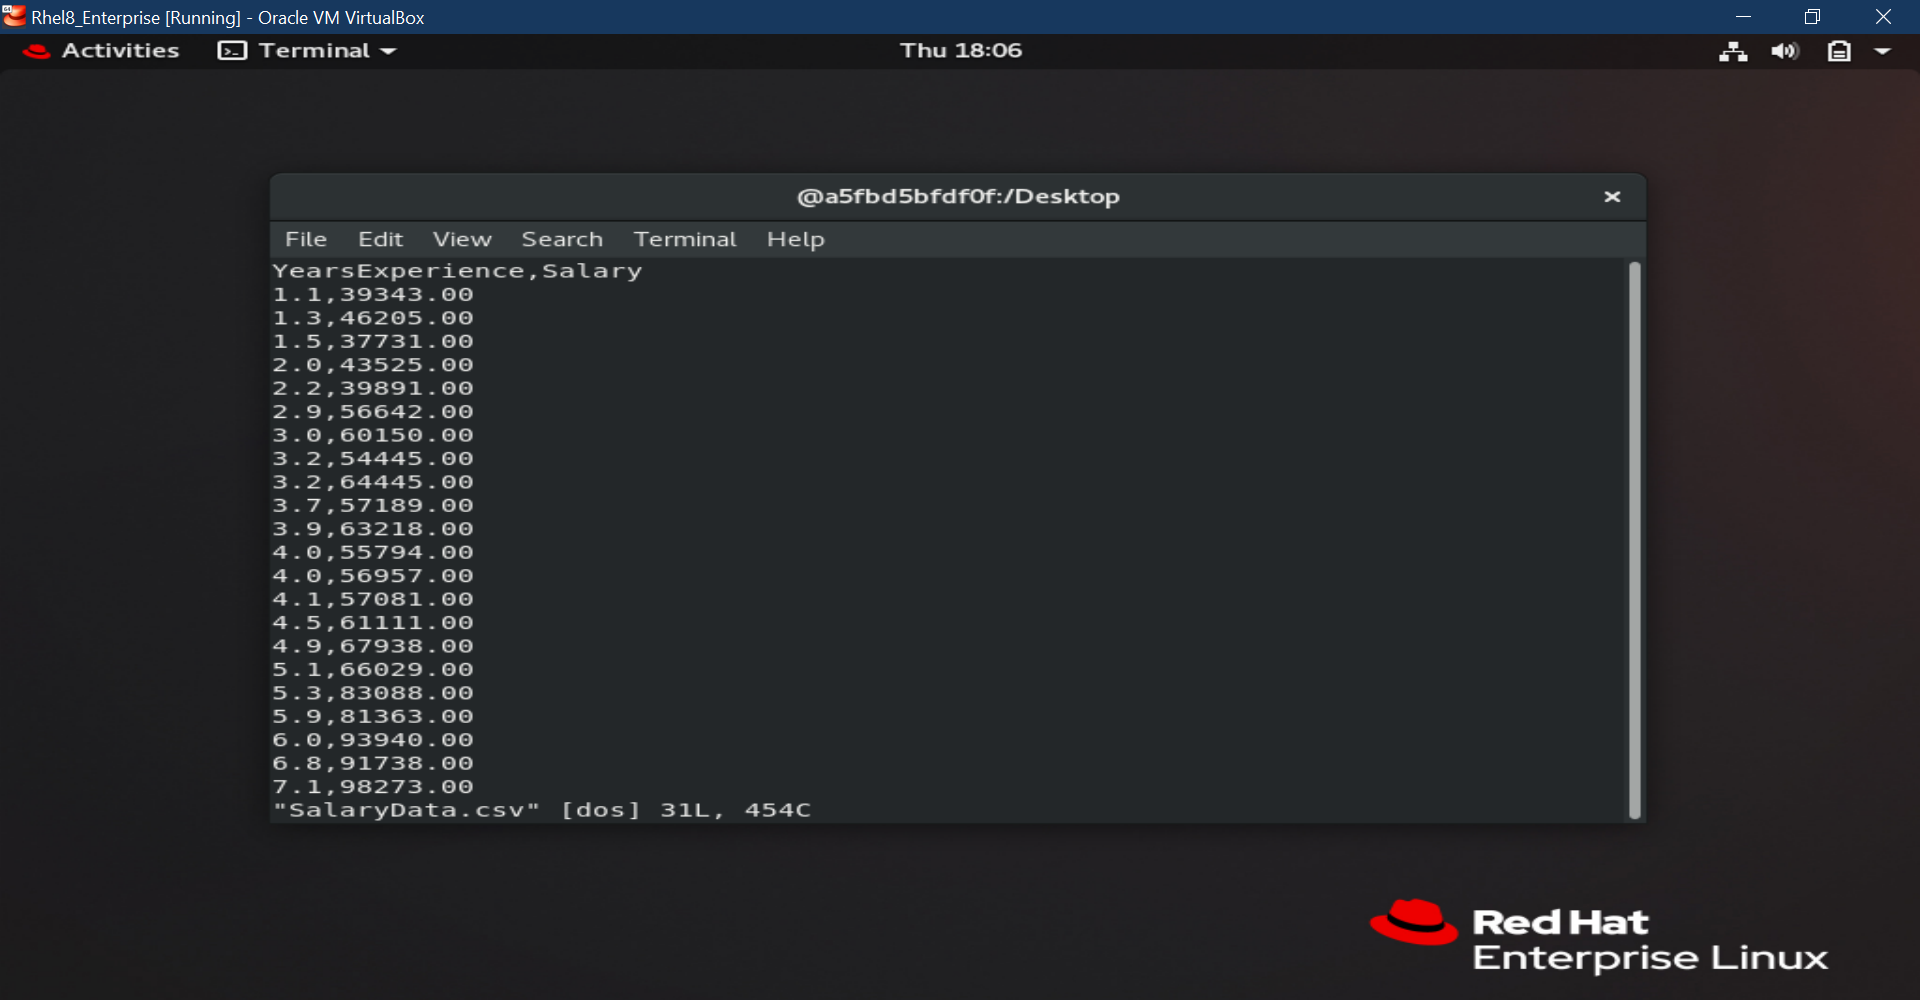 Rhel8_Enterprise [Running] - Oracle VM VirtualBox
Activities Terminal Thu 18:06
@a5fbd5bfdf0f:/Desktop
File Edit View Search Terminal Help
YearsExperience,Salary
1.1,39343.00
1.3,46205.00
1.5,37731.00
2.0,43525.00
2.2,39891.00
2.9,56642.00
3.0,60150.00
3.2,54445.00
3.2,64445.00
3.7,57189.00
3.9,63218.00
4.0,55794.00
4.0,56957.00
4.1,57081.00
4.5,61111.00
4.9,67938.00
5.1,66029.00
5.3,83088.00
5.9,81363.00
6.0,93940.00
6.8,91738.00
7.1,98273.00
"SalaryData.csv" [dos] 31L, 454C
Red Hat
Enterprise Linux